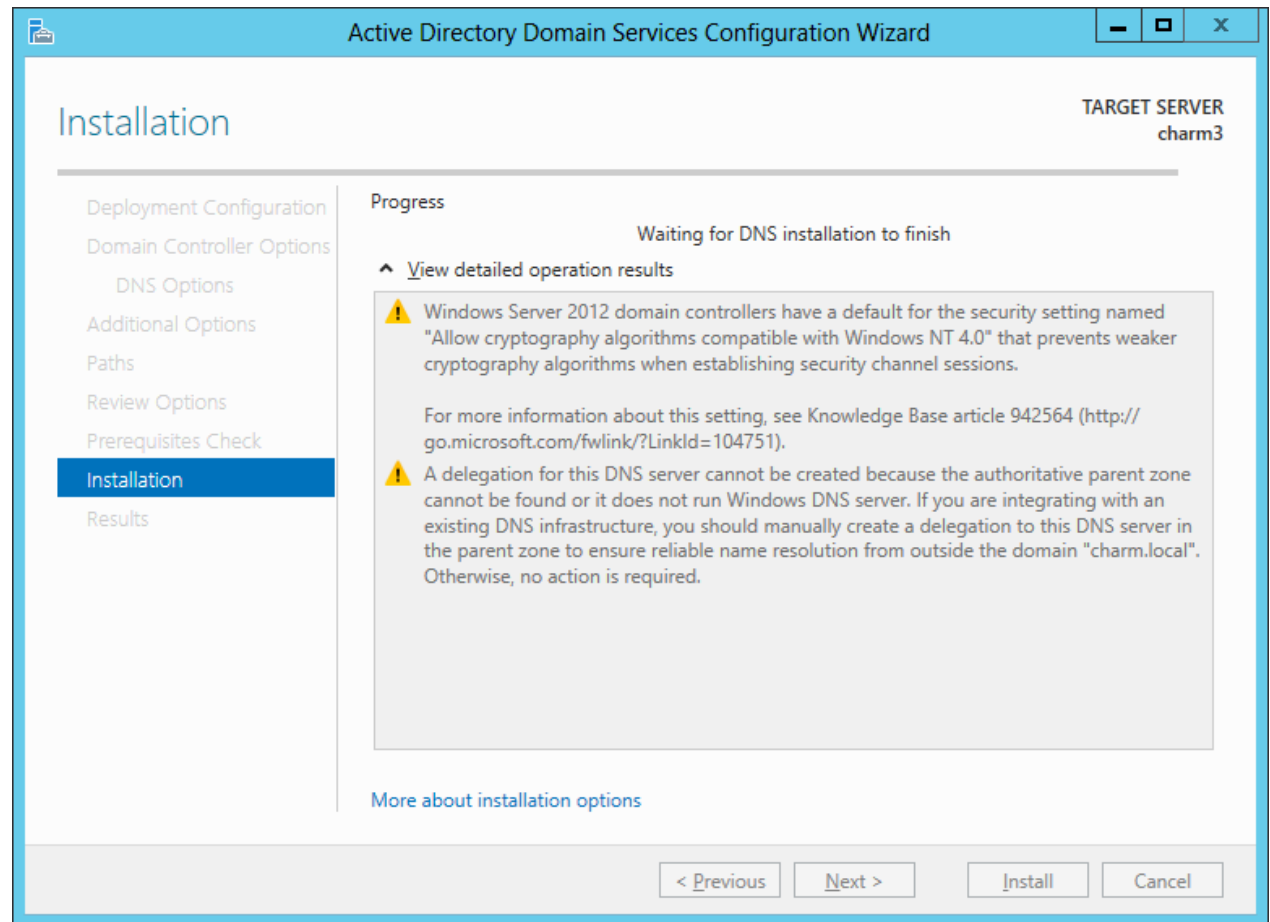 Active Directory Domain Services Configuration Wizard
Installation
TARGET SERVER
charm3
Deployment Configuration
Domain Controller Options
DNS Options
Additional Options
Paths
Review Options
Prerequisites Check
Installation
Results
Progress
Waiting for DNS installation to finish
View detailed operation results
Windows Server 2012 domain controllers have a default for the security setting named
"Allow cryptography algorithms compatible with Windows NT 4.0" that prevents weaker
cryptography algorithms when establishing security channel sessions.
For more information about this setting, see Knowledge Base article 942564 (http://
go.microsoft.com/fwlink/?LinkId=104751).
A delegation for this DNS server cannot be created because the authoritative parent zone
cannot be found or it does not run Windows DNS server. If you are integrating with an
existing DNS infrastructure, you should manually create a delegation to this DNS server in
the parent zone to ensure reliable name resolution from outside the domain "charm.local".
Otherwise, no action is required.
More about installation options
< Previous
Next >
Install
Cancel